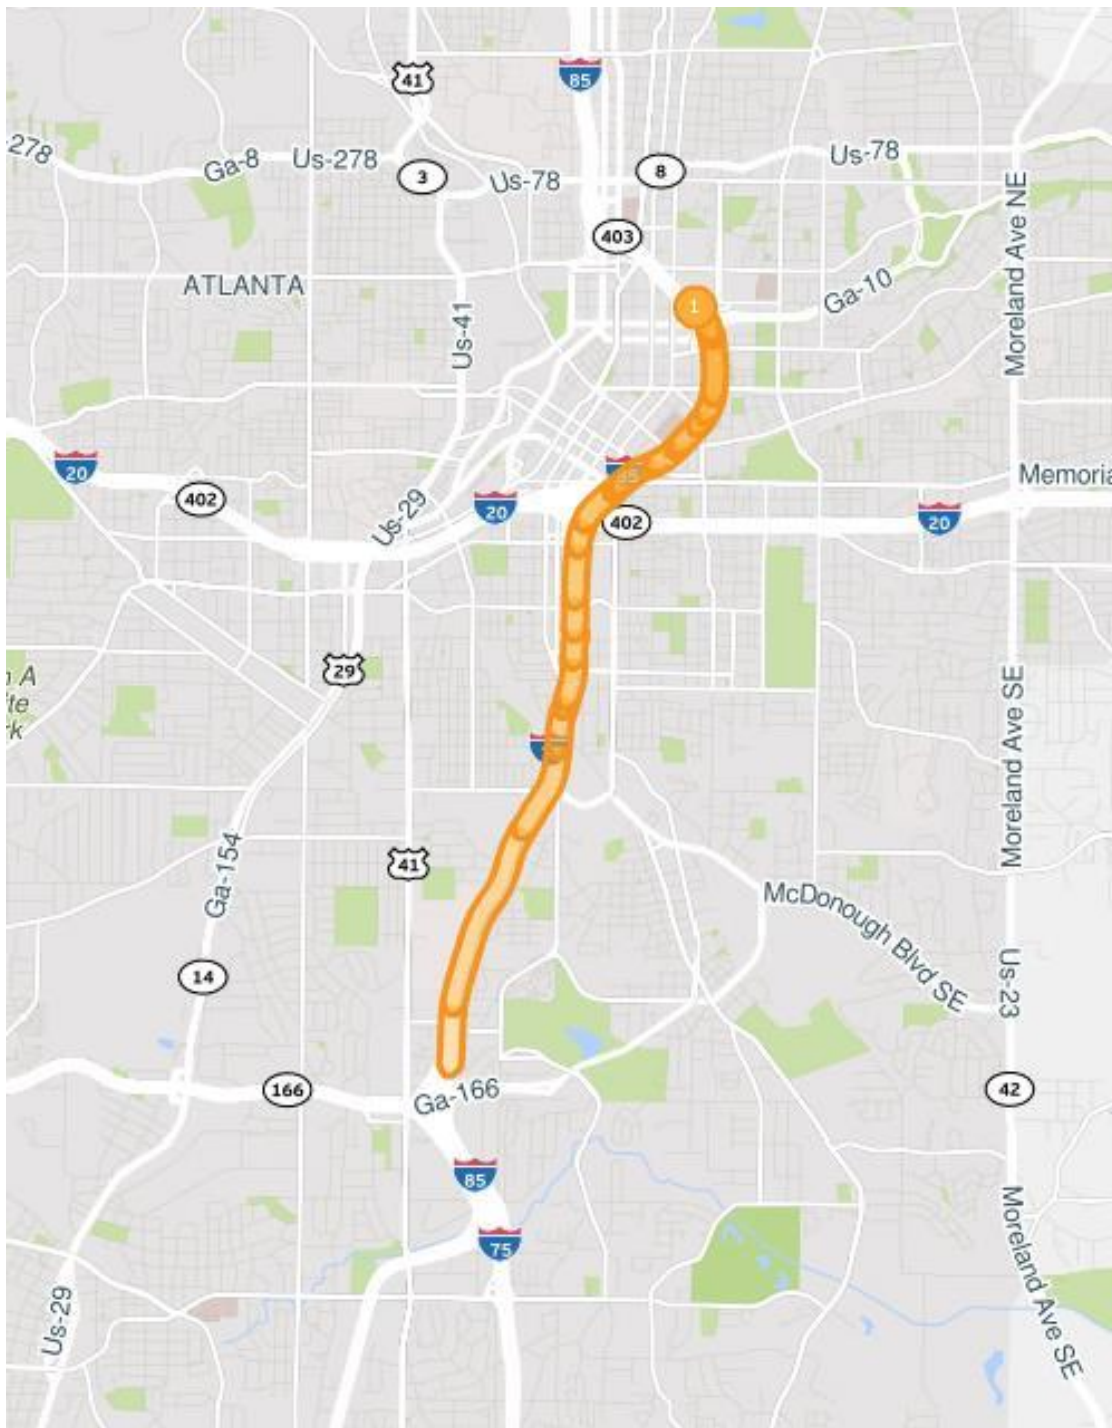 41
85
-278
Ga-8
Us-278
3
Us-78
8
Us-78
Moreland Ave NE
403
ATLANTA
Ga-10
1
Us-41
20
402
Us-29
20
402
20
Memoria
29
n A
te
rk
Moreland Ave SE
Ga-154
41
McDonough Blvd SE
Us-23
14
166
Ga-166
42
85
75
Us-29
Moreland Ave SE